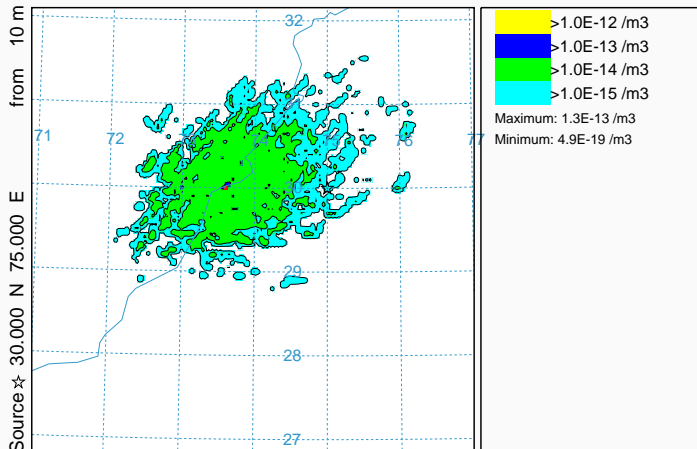 Source ☆ 30.000 N 75.000 E from 10 m
>1.0E-12 /m3
>1.0E-13 /m3
>1.0E-14 /m3
>1.0E-15 /m3
Maximum: 1.3E-13 /m3
Minimum: 4.9E-19 /m3
32
71
72
76
77
30
29
28
27